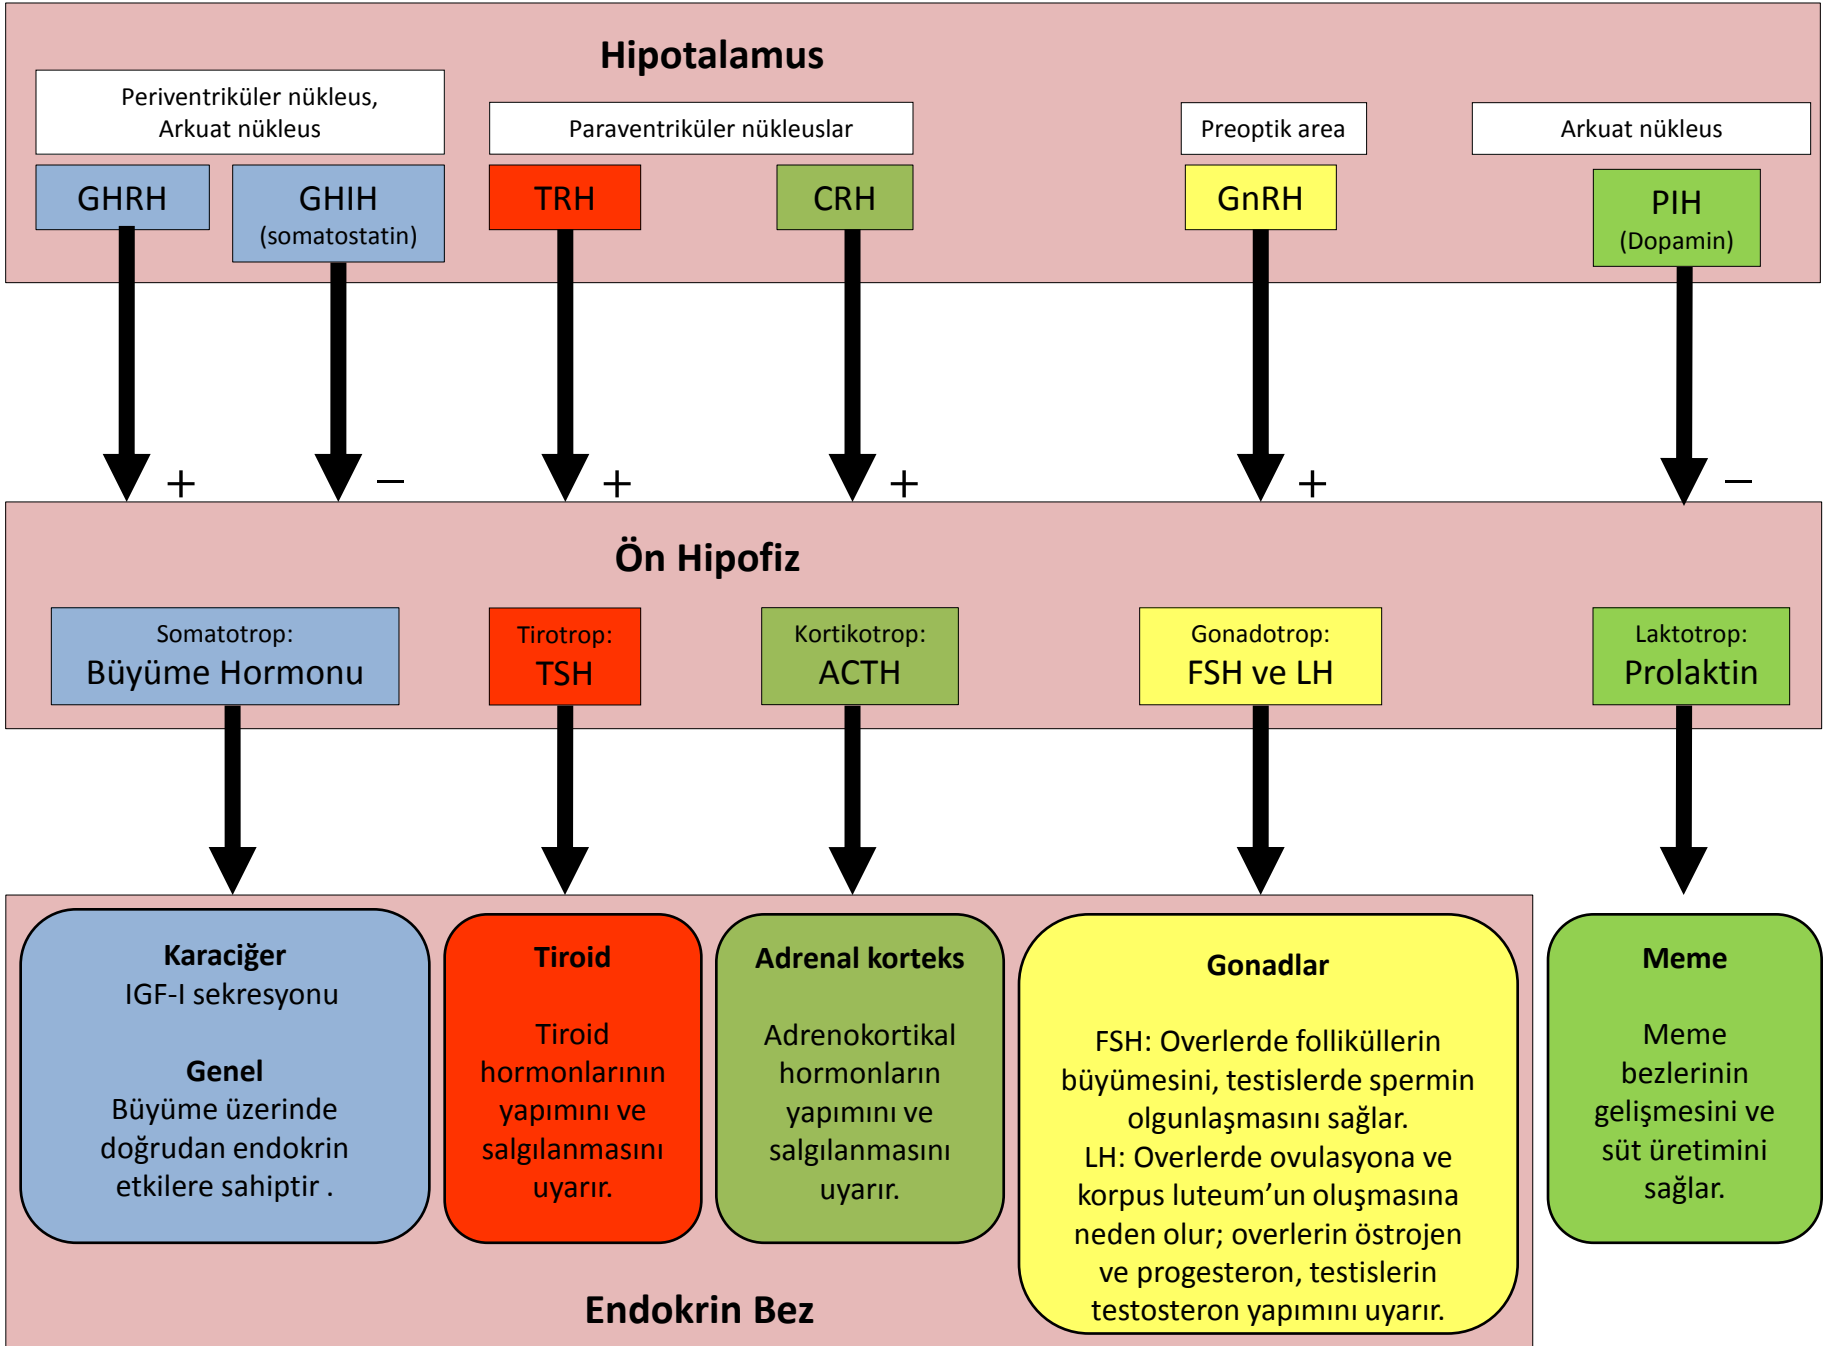 Hipotalamus
Periventriküler nükleus,
Arkuat nükleus
Paraventriküler nükleuslar
Preoptik area
Arkuat nükleus
GHRH
GHIH
(somatostatin)
TRH
CRH
GnRH
PIH
(Dopamin)
+
−
+
+
+
−
Ön Hipofiz
Somatotrop:
Büyüme Hormonu
Tirotrop:
TSH
Kortikotrop:
ACTH
Gonadotrop:
FSH ve LH
Laktotrop:
Prolaktin
Karaciğer
IGF-I sekresyonu
Genel
Büyüme üzerinde
doğrudan endokrin
etkilere sahiptir .
Tiroid
Tiroid
hormonlarının
yapımını ve
salgılanmasını
uyarır.
Adrenal korteks
Adrenokortikal
hormonların
yapımını ve
salgılanmasını
uyarır.
Gonadlar
FSH: Overlerde folliküllerin
büyümesini, testislerde spermin
olgunlaşmasını sağlar.
LH: Overlerde ovulasyona ve
korpus luteum’un oluşmasına
neden olur; overlerin östrojen
ve progesteron, testislerin
testosteron yapımını uyarır.
Meme
Meme
bezlerinin
gelişmesini ve
süt üretimini
sağlar.
Endokrin Bez